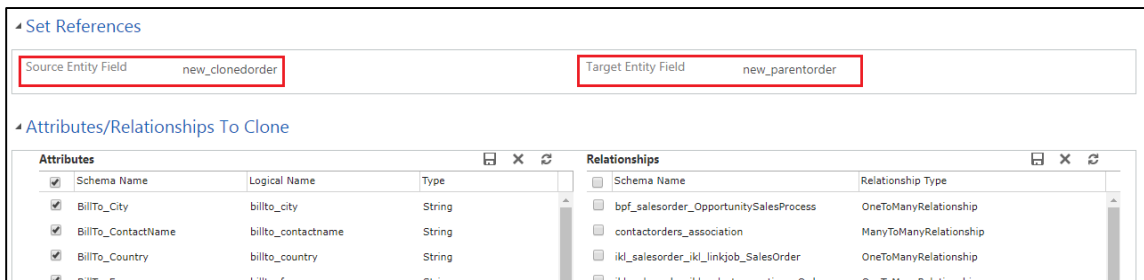 Set References
Source Entity Field new_clonedorder Target Entity Field new_parentorder
Attributes/Relationships To Clone
Attributes Relationships
Schema Name Logical Name Type Schema Name Relationship Type
BillTo_City billto_city String bpf_salesorder_OpportunitySalesProcess OneToManyRelationship
BillTo_ContactName billto_contactname String contactorders_association ManyToManyRelationship
BillTo_Country billto_country String ikl_salesorder_ikl_linkjob_SalesOrder OneToManyRelationship